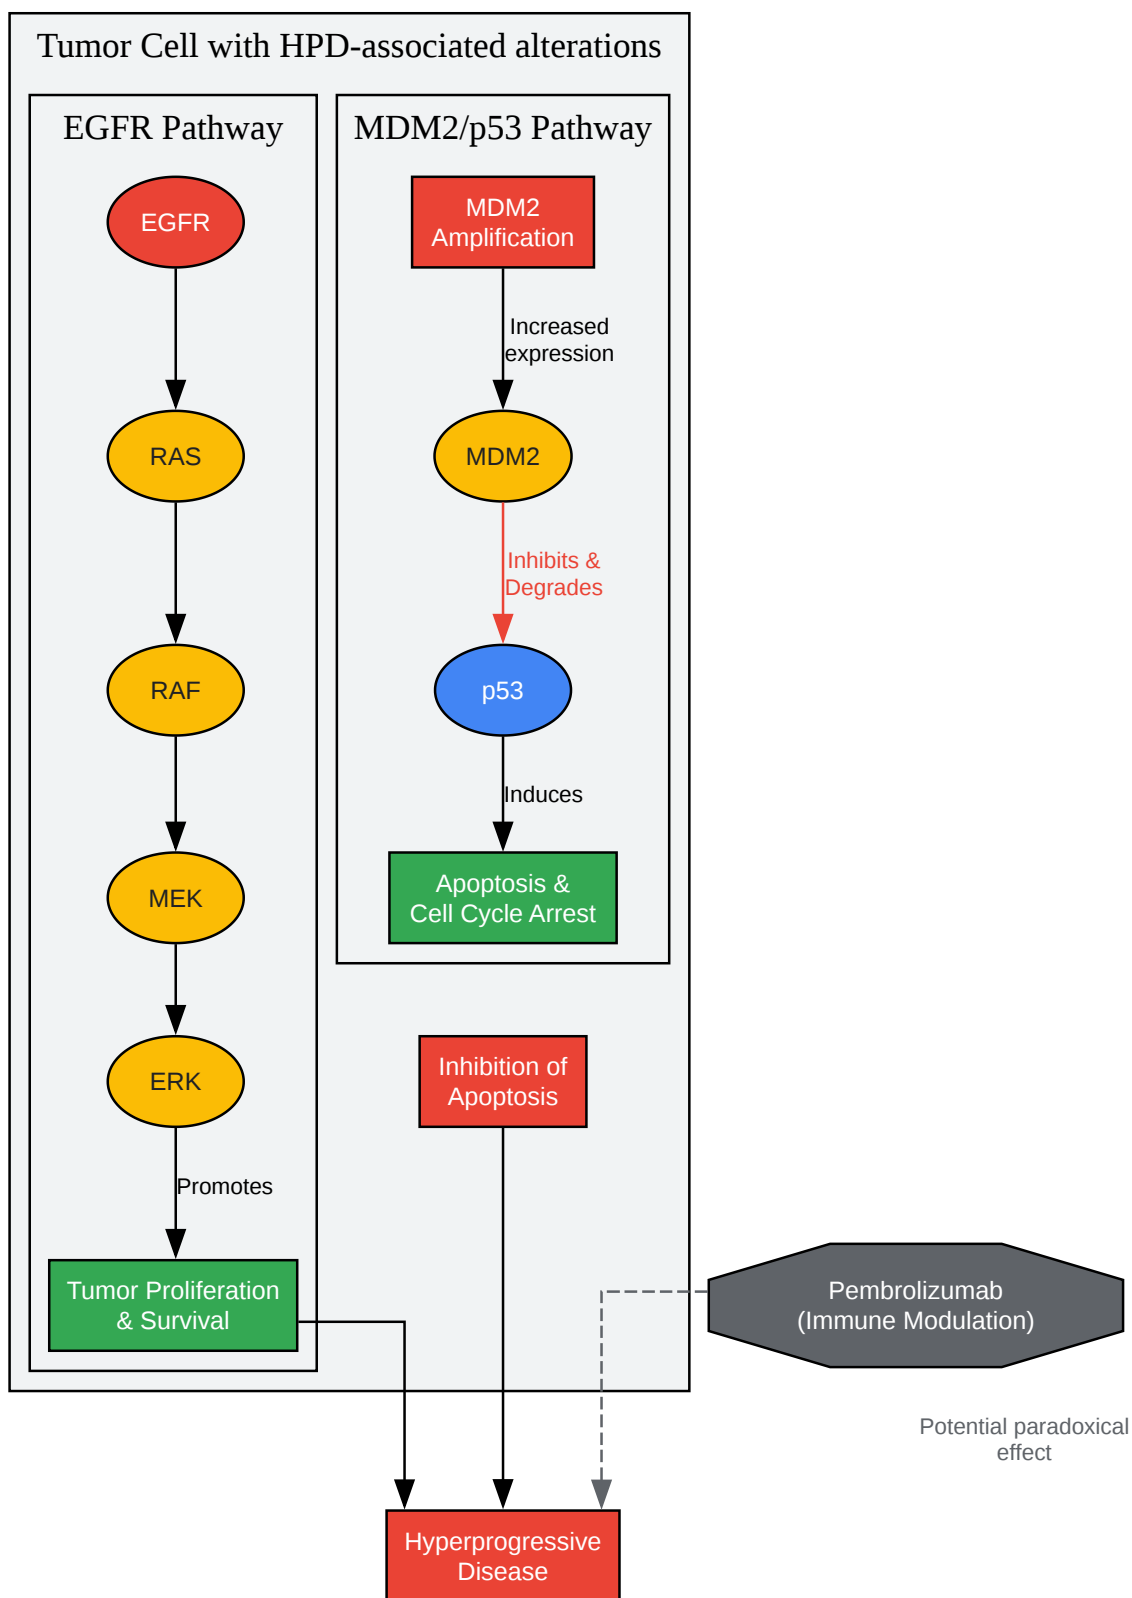 Tumor Cell with HPD-associated alterations
EGFR Pathway
EGFR
RAS
RAF
MEK
ERK
Promotes
Tumor Proliferation
& Survival
MDM2/p53 Pathway
MDM2
Amplification
Increased
expression
MDM2
Inhibits &
Degrades
p53
Induces
Apoptosis &
Cell Cycle Arrest
Inhibition of
Apoptosis
Pembrolizumab
(Immune Modulation)
Potential paradoxical
effect
Hyperprogressive
Disease